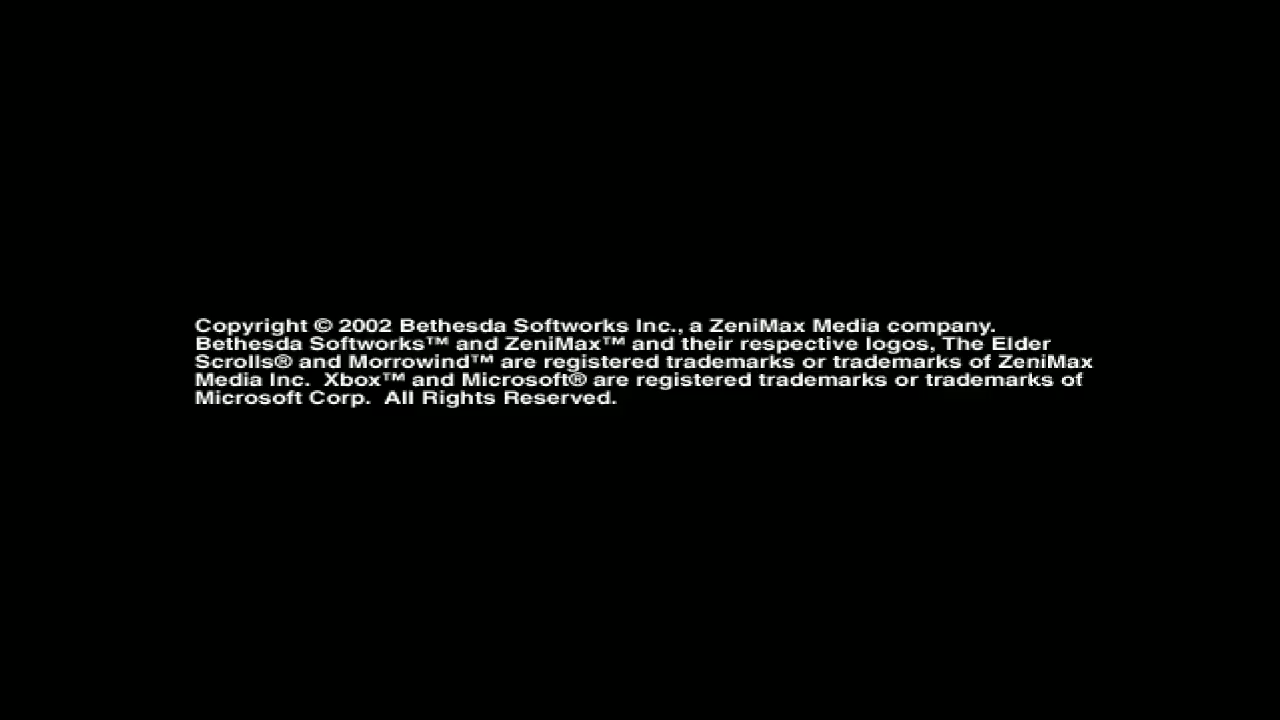 Copyright © 2002 Bethesda Softworks Inc., a ZeniMax Media company.
Bethesda Softworks™ and ZeniMax™ and their respective logos, The Elder
Scrolls® and Morrowind™ are registered trademarks or trademarks of ZeniMax
Media Inc.  Xbox™ and Microsoft® are registered trademarks or trademarks of
Microsoft Corp.  All Rights Reserved.